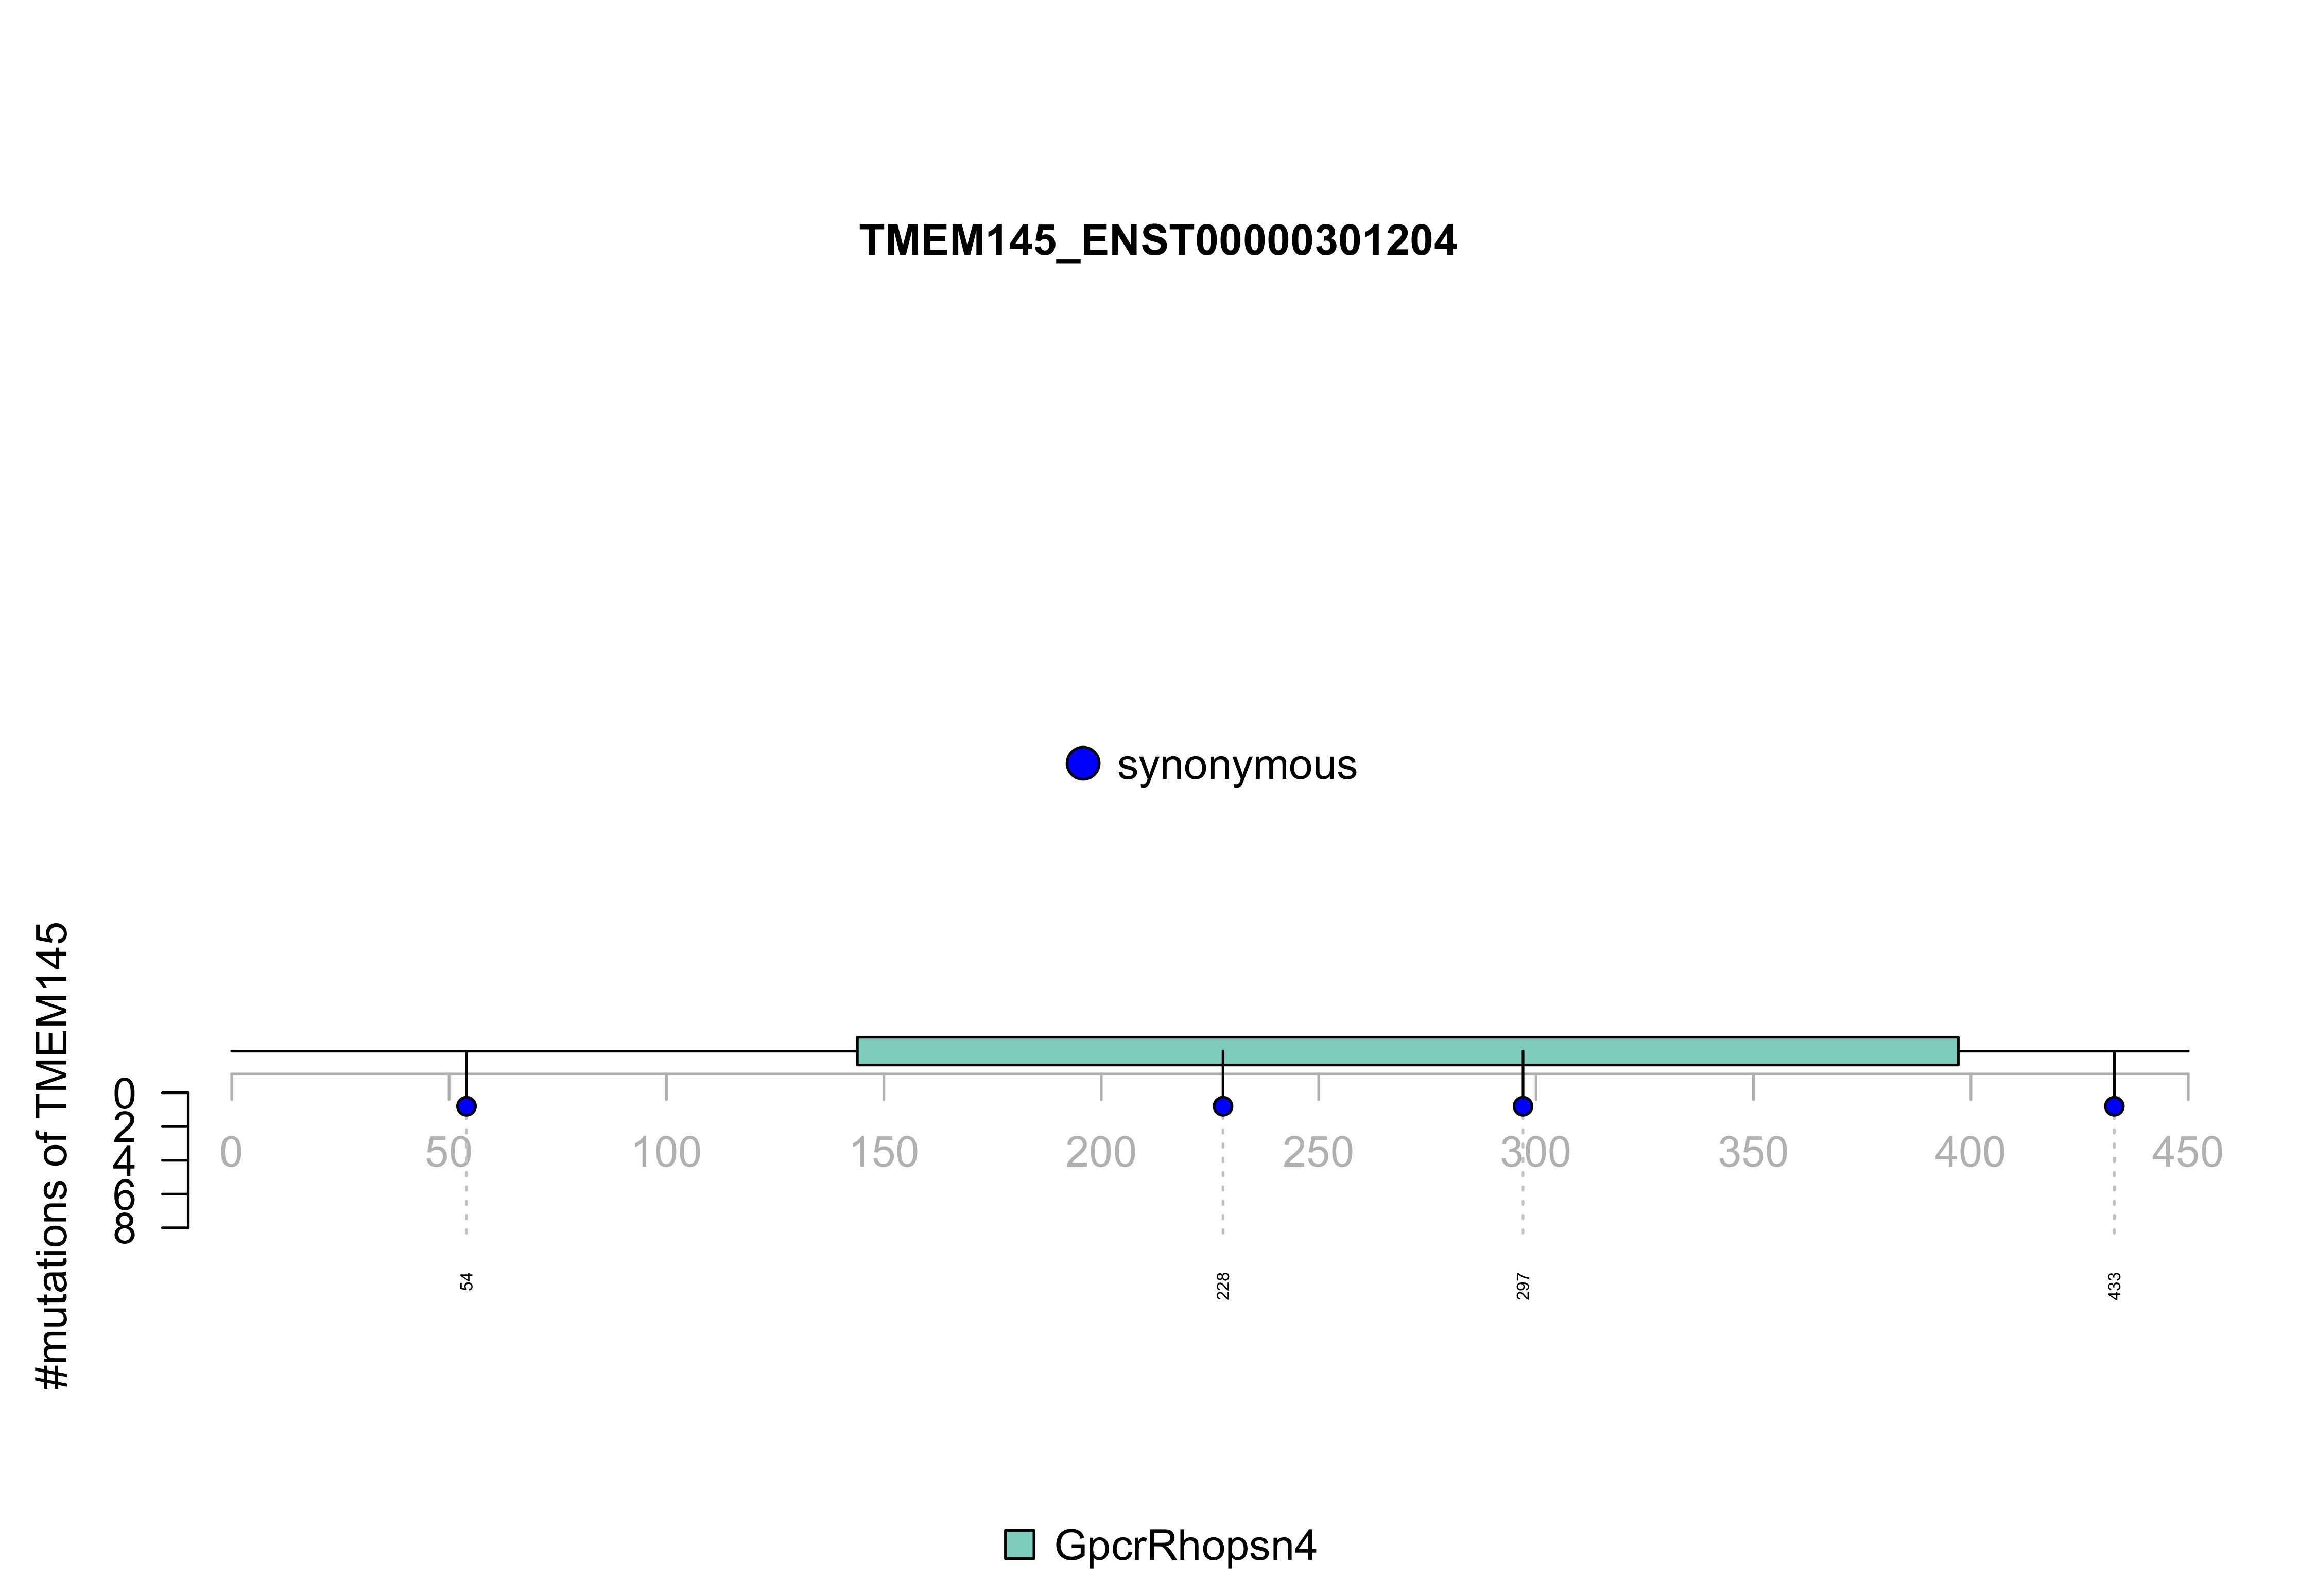 TMEM145_ENST00000301204
synonymous
#mutations of TMEM145
0
2
4
6
8
0 50 100 150 200 250 300 350 400 450
54 228 297 433
GpcrRhopsn4